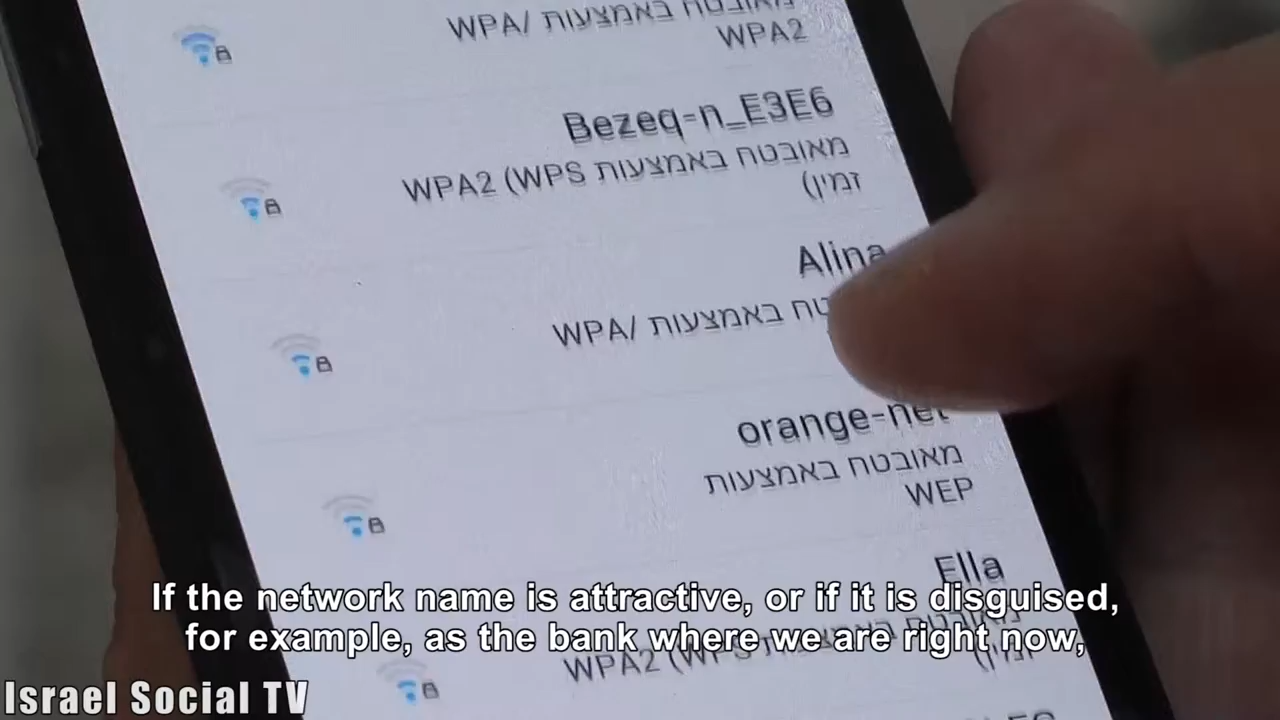 מאובטח באמצעות WPA/
WPA2
Bezeq-n_E3E6
מאובטח באמצעות WPA2 (WPS
זמין)
Alina
באמצעות WPA/
orange-net
מאובטח באמצעות
WEP
Ella
If the network name is attractive, or if it is disguised,
for example, as the bank where we are right now,
WPA2 (WPS
Israel Social TV